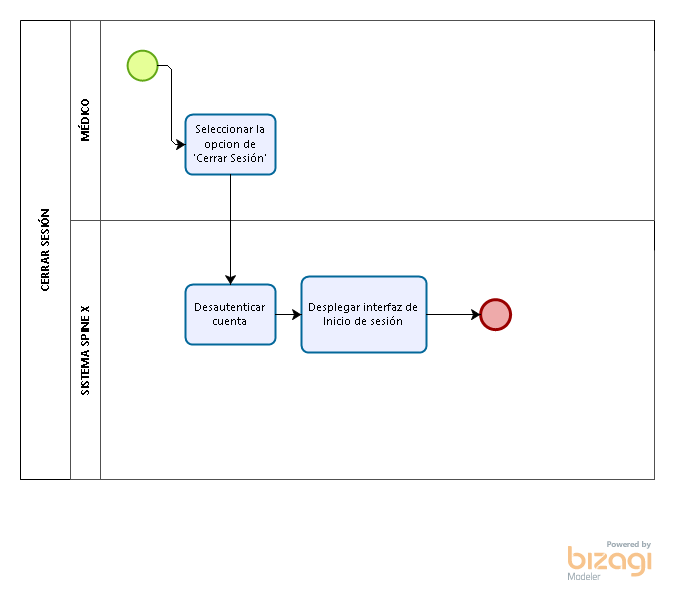 CERRAR SESIÓN
MÉDICO
Seleccionar la
opcion de
'Cerrar Sesión'
SISTEMA SPINE X
Desautenticar
cuenta
Desplegar interfaz de
Inicio de sesión
Powered by
bizagi
Modeler